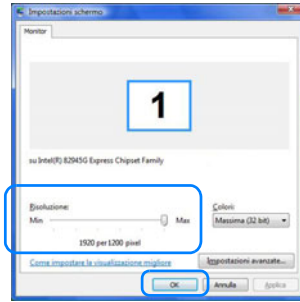 Impostazioni schermo
Monitor
1
su Intel(R) 82945G Express Chipset Family
Risoluzione:
Min
Max
1920 per 1200 pixel
Colori:
Massima (32 bit)
Come impostare la visualizzazione migliore
Impostazioni avanzate...
OK
Annulla
Applica